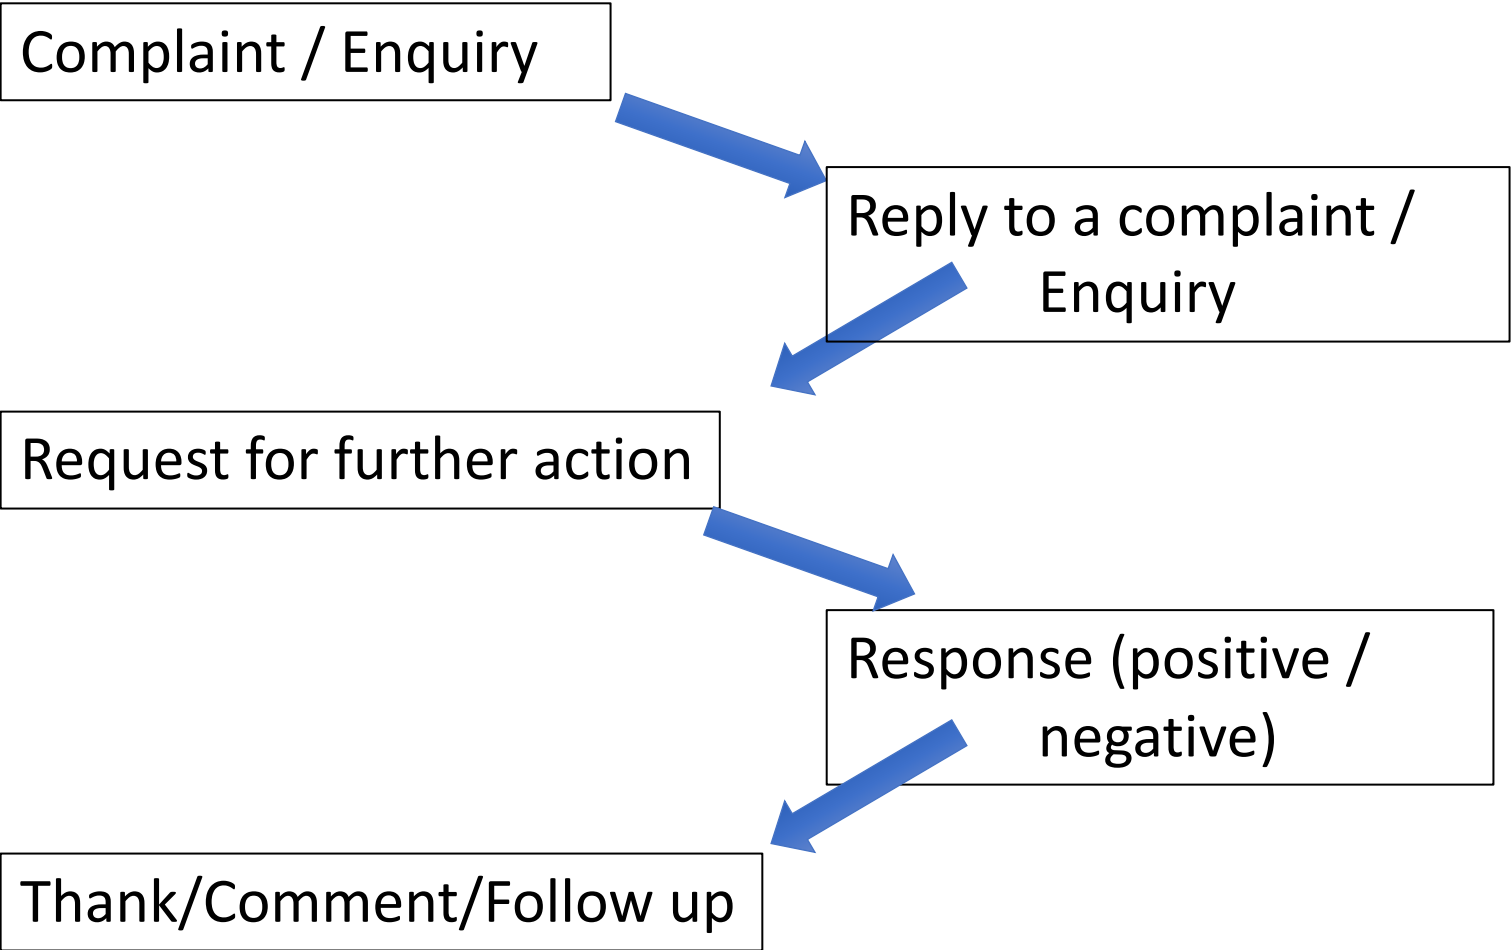 Complaint / Enquiry
Reply to a complaint /
Enquiry
Request for further action
Response (positive /
negative)
Thank/Comment/Follow up